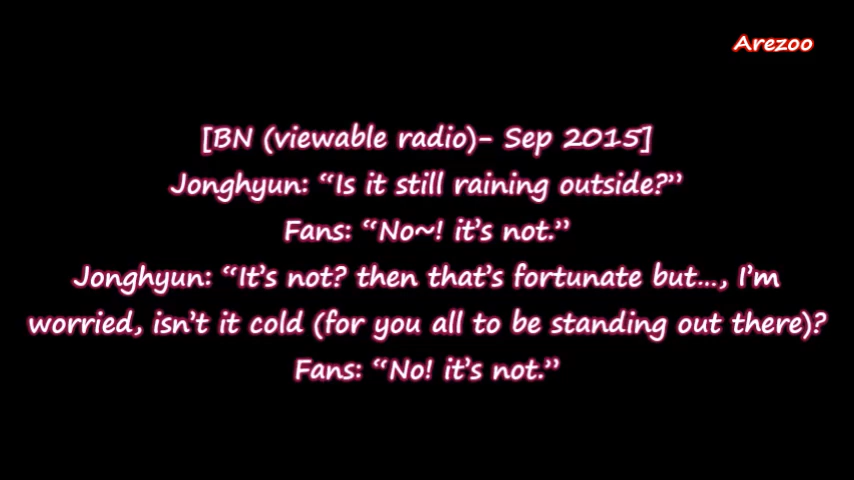 Arezoo
[BN (viewable radio)- Sep 2015]
Jonghyun: “Is it still raining outside?”
Fans: “No~! it’s not.”
Jonghyun: “It’s not? then that’s fortunate but..., I’m
worried, isn’t it cold (for you all to be standing out there)?
Fans: “No! it’s not.”